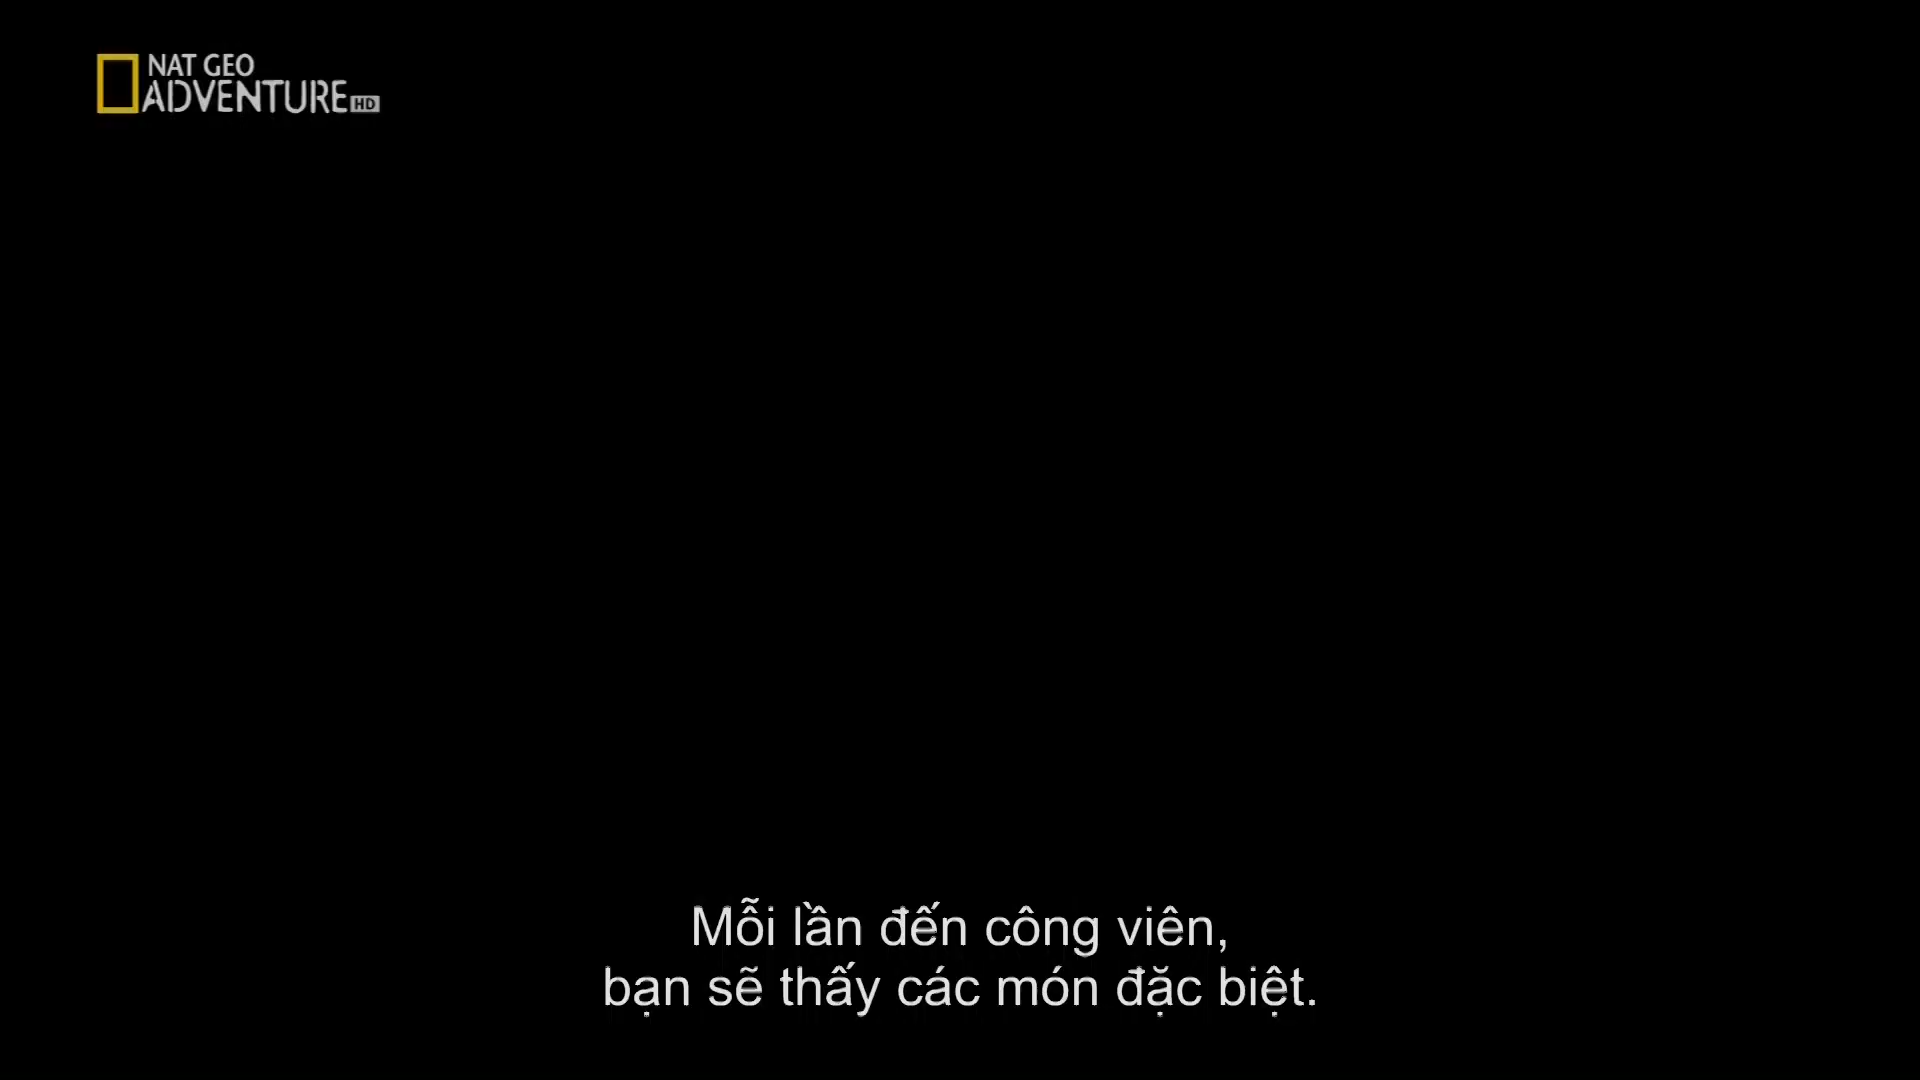 NAT GEO
ADVENTURE HD
Mỗi lần đến công viên,
bạn sẽ thấy các món đặc biệt.